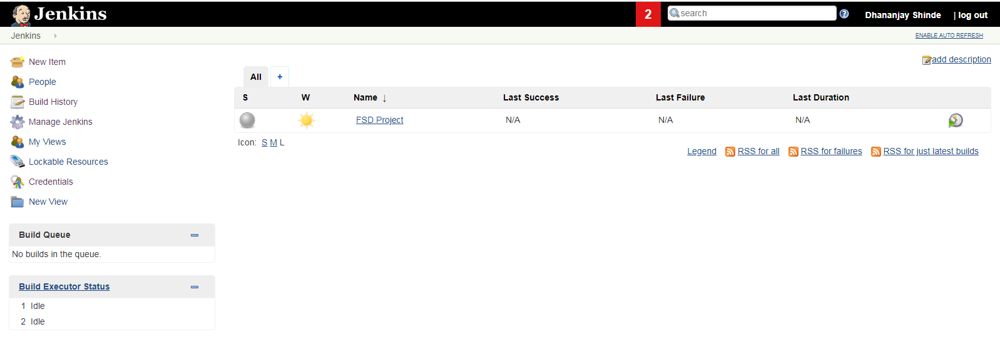 Jenkins 2 search Dhananjay Shinde | log out
Jenkins ENABLE AUTO REFRESH
add description
New Item
People
Build History
Manage Jenkins
My Views
Lockable Resources
Credentials
New View
Build Queue
No builds in the queue.
Build Executor Status
1 Idle
2 Idle
All +
S W Name ↓ Last Success Last Failure Last Duration
FSD Project N/A N/A N/A
Icon: S M L
Legend RSS for all RSS for failures RSS for just latest builds